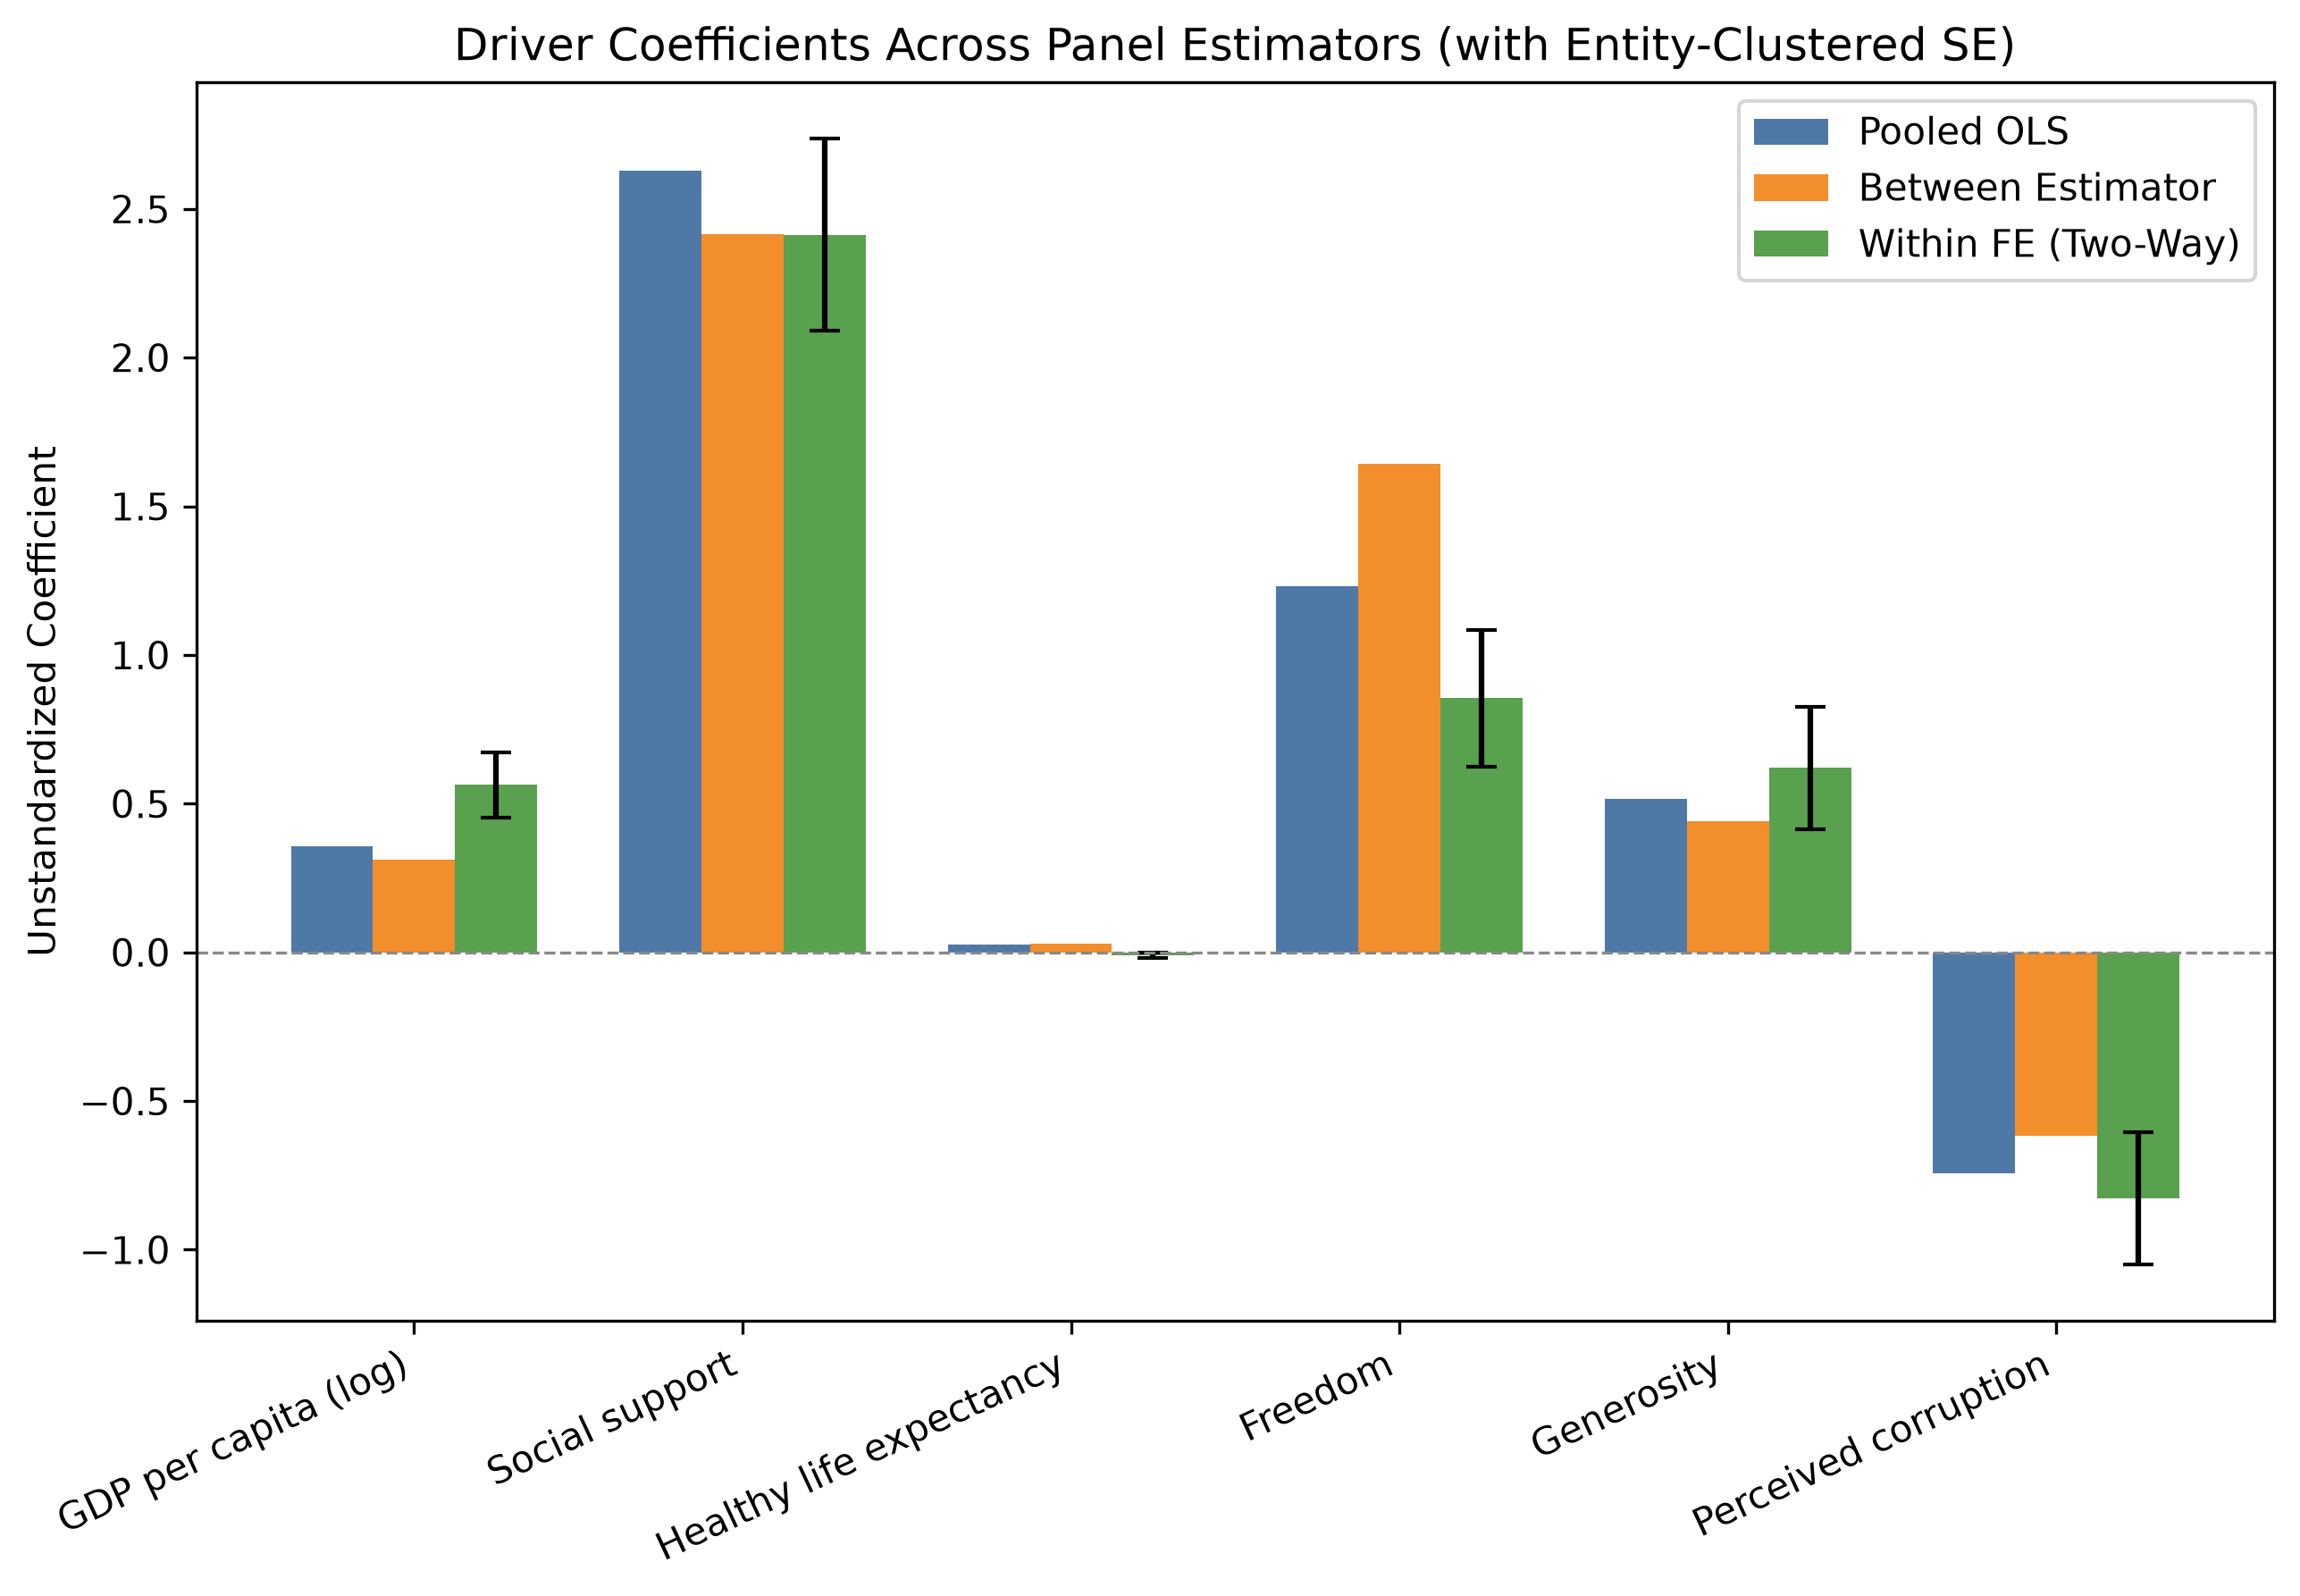 Driver Coefficients Across Panel Estimators (with Entity-Clustered SE)
Pooled OLS
Between Estimator
Within FE (Two-Way)
Unstandardized Coefficient
2.5
2.0
1.5
1.0
0.5
0.0
−0.5
−1.0
GDP per capita (log)
Social support
Healthy life expectancy
Freedom
Generosity
Perceived corruption